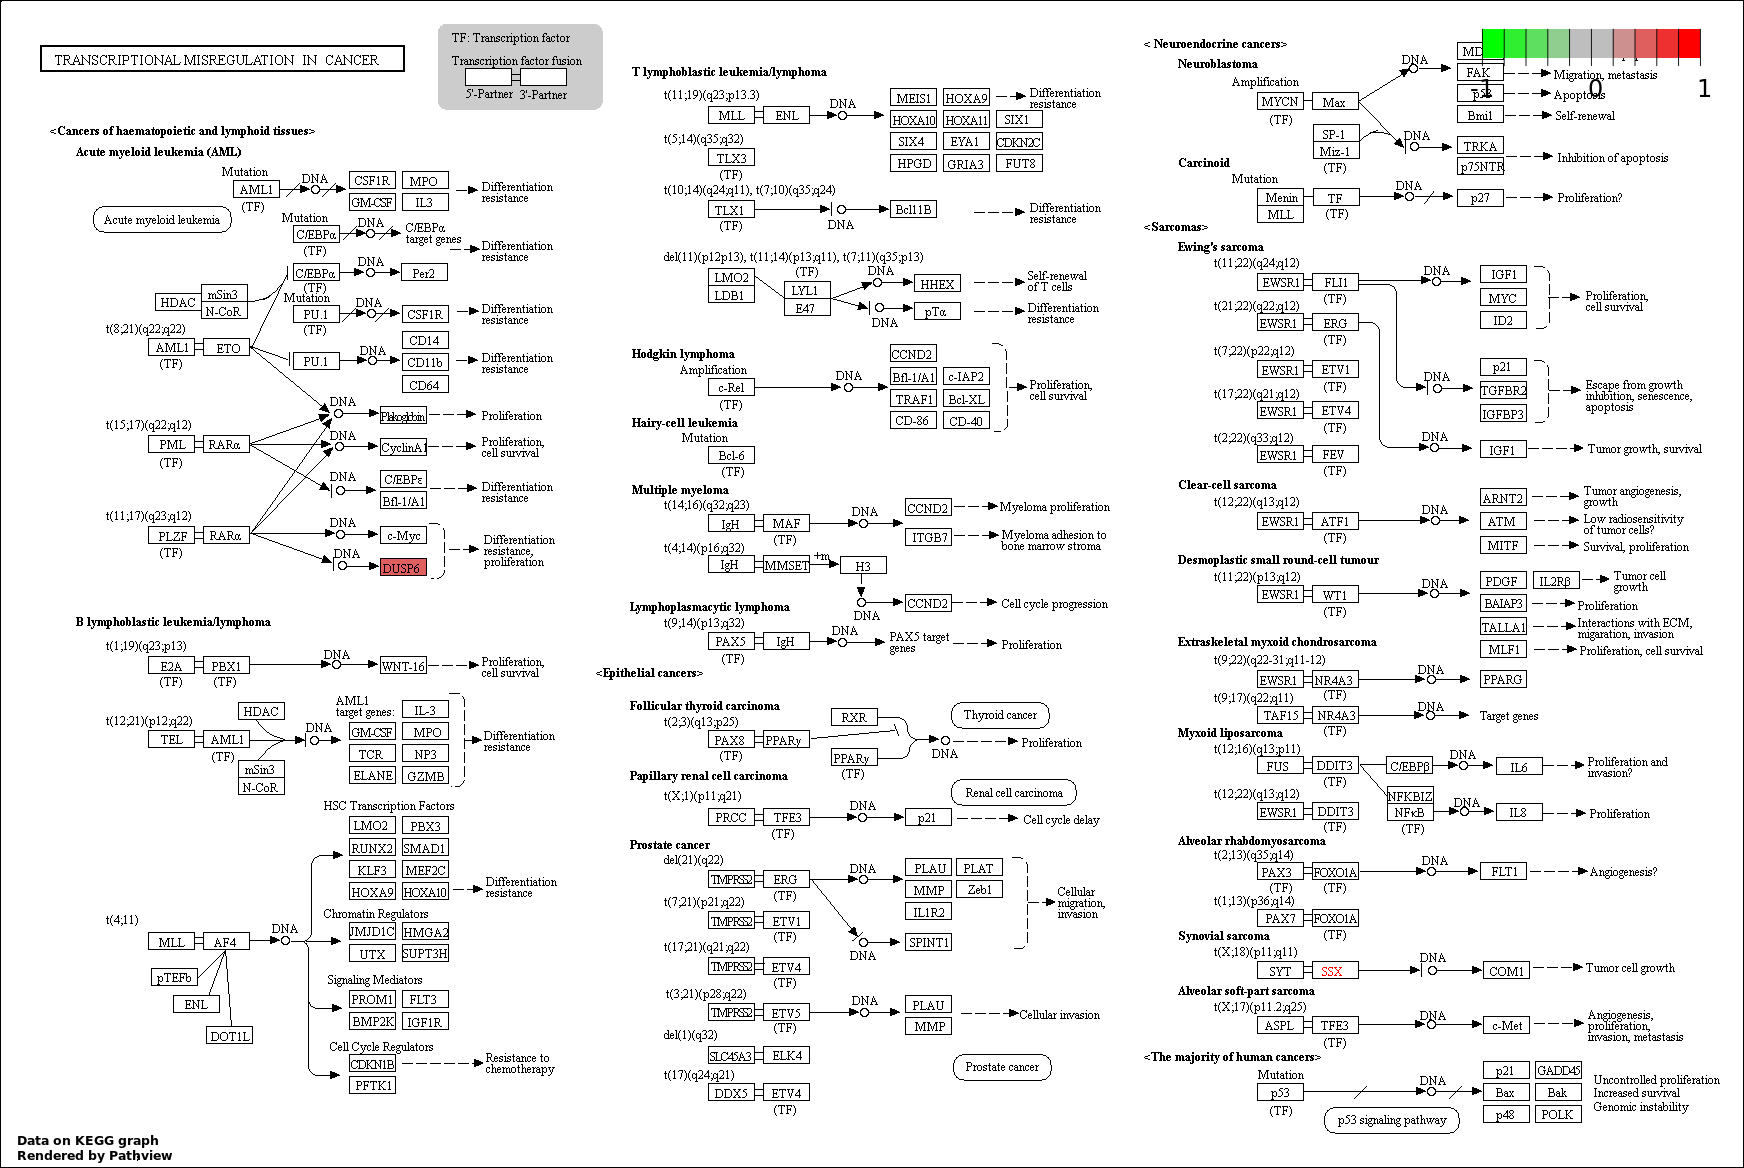 TRANSCRIPTIONAL MISREGULATION IN CANCER
TF: Transcription factor
Transcription factor fusion
5'-Partner 3'-Partner
<Cancers of haematopoietic and lymphoid tissues>
Acute myeloid leukemia (AML)
Mutation
AML1
(TF)
DNA
CSF1R MPO
GM-CSF IL3
Differentiation
resistance
Acute myeloid leukemia
Mutation
C/EBPα
(TF)
DNA
C/EBPα
target genes
Differentiation
resistance
C/EBPα
(TF)
DNA
Per2
HDAC
mSin3
N-CoR
Mutation
PU.1
(TF)
DNA
CSF1R
Differentiation
resistance
t(8;21)(q22;q22)
AML1 ETO
(TF)
PU.1
DNA
CD14
CD11b
CD64
Differentiation
resistance
DNA
Plakoglobin
Proliferation
t(15;17)(q22;q12)
PML RARα
(TF)
DNA
CyclinA1
Proliferation,
cell survival
DNA
C/EBPε
Bfl-1/A1
Differentiation
resistance
t(11;17)(q23;q12)
PLZF RARα
(TF)
DNA
c-Myc
DNA
DUSP6
Differentiation
resistance,
proliferation
B lymphoblastic leukemia/lymphoma
t(1;19)(q23;p13)
E2A PBX1
(TF) (TF)
DNA
WNT-16
Proliferation,
cell survival
t(12;21)(p12;q22)
TEL AML1
(TF)
HDAC
mSin3
N-CoR
DNA
AML1
target genes:
IL-3
GM-CSF MPO
TCR NP3
ELANE GZMB
Differentiation
resistance
HSC Transcription Factors
LMO2 PBX3
RUNX2 SMAD1
KLF3 MEF2C
HOXA9 HOXA10
Differentiation
resistance
t(4;11)
MLL AF4
DNA
pTEFb
ENL
DOT1L
Chromatin Regulators
JMJD1C HMGA2
UTX SUPT3H
Signaling Mediators
PROM1 FLT3
BMP2K IGF1R
Cell Cycle Regulators
CDKN1B
PFTK1
Resistance to
chemotherapy
Data on KEGG graph
Rendered by Pathview
T lymphoblastic leukemia/lymphoma
t(11;19)(q23;p13.3)
MLL ENL
DNA
MEIS1 HOXA9
HOXA10 HOXA11 SIX1
SIX4 EYA1 CDKN2C
HPGD GRIA3 FUT8
Differentiation
resistance
t(5;14)(q35;q32)
TLX3
(TF)
t(10;14)(q24;q11), t(7;10)(q35;q24)
TLX1
(TF)
DNA
Bcl11B
Differentiation
resistance
del(11)(p12p13), t(11;14)(p13;q11), t(7;11)(q35;p13)
LMO2
LDB1
(TF)
LYL1
E47
DNA
HHEX
Self-renewal
of T cells
DNA
pTα
Differentiation
resistance
Hodgkin lymphoma
Amplification
c-Rel
(TF)
DNA
CCND2
Bfl-1/A1 c-IAP2
TRAF1 Bcl-XL
CD-86 CD-40
Proliferation,
cell survival
Hairy-cell leukemia
Mutation
Bcl-6
(TF)
Multiple myeloma
t(14;16)(q32;q23)
IgH MAF
(TF)
DNA
CCND2
Myeloma proliferation
ITGB7
Myeloma adhesion to
bone marrow stroma
t(4;14)(p16;q32)
IgH MMSET
+m
H3
DNA
CCND2
Cell cycle progression
Lymphoplasmacytic lymphoma
t(9;14)(p13;q32)
PAX5 IgH
(TF)
DNA
PAX5 target
genes
Proliferation
<Epithelial cancers>
Follicular thyroid carcinoma
t(2;3)(q13;p25)
PAX8 PPARγ
(TF)
RXR
PPARγ
(TF)
DNA
Thyroid cancer
Proliferation
Papillary renal cell carcinoma
t(X;1)(p11;q21)
PRCC TFE3
(TF)
DNA
p21
Renal cell carcinoma
Cell cycle delay
Prostate cancer
del(21)(q22)
TMPRSS2 ERG
(TF)
DNA
PLAU PLAT
MMP Zeb1
IL1R2
DNA
SPINT1
Cellular
migration,
invasion
t(7;21)(p21;q22)
TMPRSS2 ETV1
(TF)
t(17;21)(q21;q22)
TMPRSS2 ETV4
(TF)
t(3;21)(p28;q22)
TMPRSS2 ETV5
(TF)
DNA
PLAU
MMP
Cellular invasion
del(1)(q32)
SLC45A3 ELK4
t(17)(q24;q21)
DDX5 ETV4
(TF)
Prostate cancer
< Neuroendocrine cancers>
Neuroblastoma
Amplification
MYCN Max
(TF)
DNA
FAK
Migration, metastasis
Apoptosis
Bmi1
Self-renewal
SP-1
Miz-1
(TF)
DNA
TRKA
p75NTR
Inhibition of apoptosis
-1 0 1
Carcinoid
Mutation
Menin TF
MLL (TF)
DNA
p27
Proliferation?
<Sarcomas>
Ewing's sarcoma
t(11;22)(q24;q12)
EWSR1 FLI1
(TF)
DNA
IGF1
MYC
ID2
Proliferation,
cell survival
t(21;22)(q22;q12)
EWSR1 ERG
(TF)
t(7;22)(p22;q12)
EWSR1 ETV1
(TF)
DNA
p21
TGFBR2
IGFBP3
Escape from growth
inhibition, senescence,
apoptosis
t(17;22)(q21;q12)
EWSR1 ETV4
(TF)
t(2;22)(q33;q12)
EWSR1 FEV
(TF)
DNA
IGF1
Tumor growth, survival
Clear-cell sarcoma
t(12;22)(q13;q12)
EWSR1 ATF1
(TF)
DNA
ARNT2
Tumor angiogenesis,
growth
ATM
Low radiosensitivity
of tumor cells?
MITF
Survival, proliferation
Desmoplastic small round-cell tumour
t(11;22)(p13;q12)
EWSR1 WT1
(TF)
DNA
PDGF IL2Rβ
Tumor cell
growth
BAIAP3
Proliferation
TALLA1
Interactions with ECM,
migaration, invasion
MLF1
Proliferation, cell survival
Extraskeletal myxoid chondrosarcoma
t(9;22)(q22-31;q11-12)
EWSR1 NR4A3
(TF)
DNA
PPARG
t(9;17)(q22;q11)
TAF15 NR4A3
(TF)
DNA
Target genes
Myxoid liposarcoma
t(12;16)(q13;p11)
FUS DDIT3
(TF)
C/EBPβ
DNA
IL6
Proliferation and
invasion?
t(12;22)(q13;q12)
EWSR1 DDIT3
(TF)
NFKBIZ
NFκB
(TF)
DNA
IL8
Proliferation
Alveolar rhabdomyosarcoma
t(2;13)(q35;q14)
PAX3 FOXO1A
(TF) (TF)
DNA
FLT1
Angiogenesis?
t(1;13)(p36;q14)
PAX7 FOXO1A
(TF)
Synovial sarcoma
t(X;18)(p11;q11)
SYT SSX
(TF)
DNA
COM1
Tumor cell growth
Alveolar soft-part sarcoma
t(X;17)(p11.2;q25)
ASPL TFE3
(TF)
DNA
c-Met
Angiogenesis,
proliferation,
invasion, metastasis
<The majority of human cancers>
Mutation
p53
(TF)
DNA
p21 GADD45
Bax Bak
p48 POLK
Uncontrolled proliferation
Increased survival
Genomic instability
p53 signaling pathway